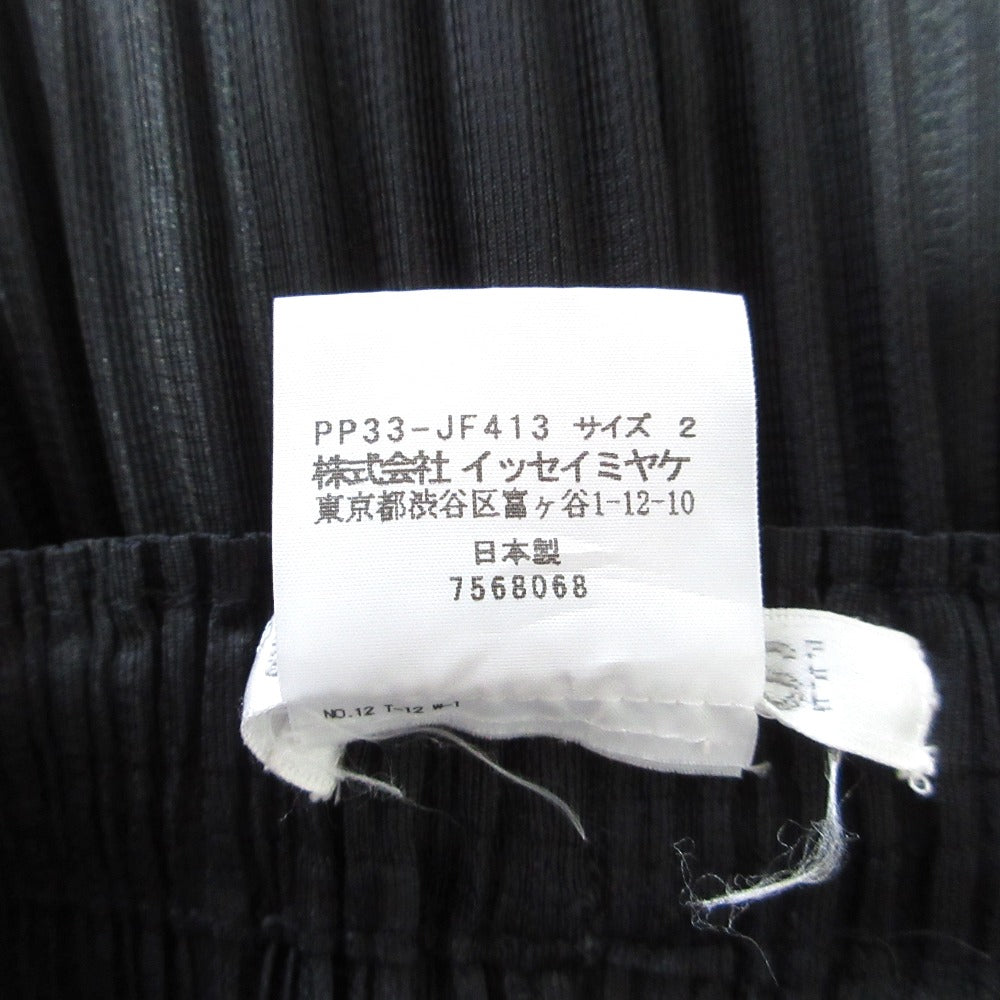 PP33-JF413 サイズ 2
株式会社 イッセイミヤケ
東京都渋谷区富ヶ谷1-12-10
日本製
7568068
NO.12 T-12 W-1